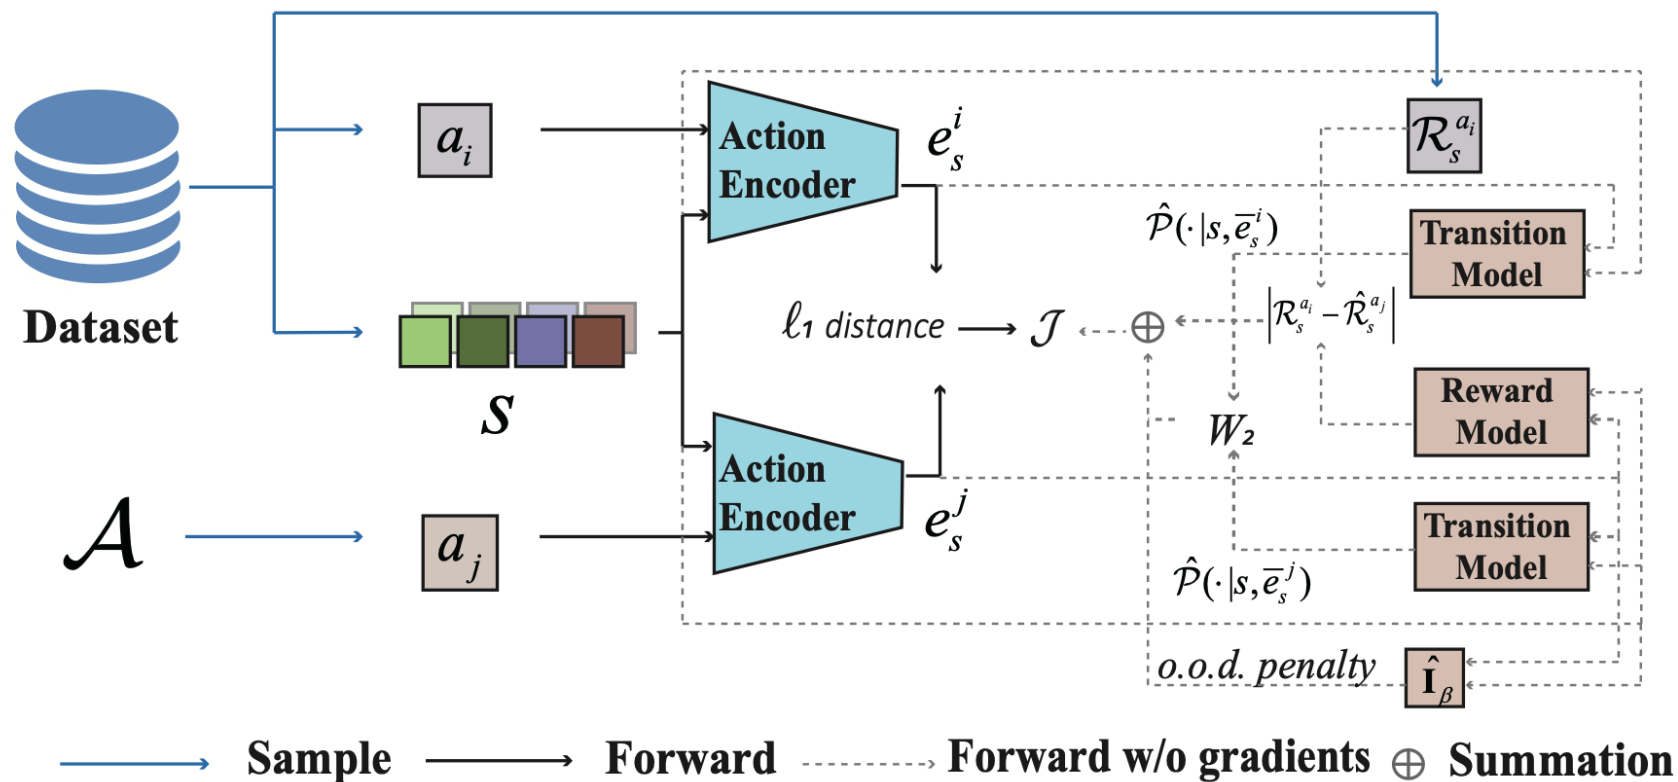 Dataset
𝒜
a_i
s
a_j
Action
Encoder
e_s^i
Action
Encoder
e_s^j
ℓ₁ distance
𝒥
⊕
P̂(·|s, ē_s^i)
W₂
P̂(·|s, ē_s^j)
|R_s^{a_i} − R̂_s^{a_j}|
R_s^{a_i}
Transition
Model
Reward
Model
Transition
Model
o.o.d. penalty
Î_β
Sample
Forward
Forward w/o gradients
⊕ Summation